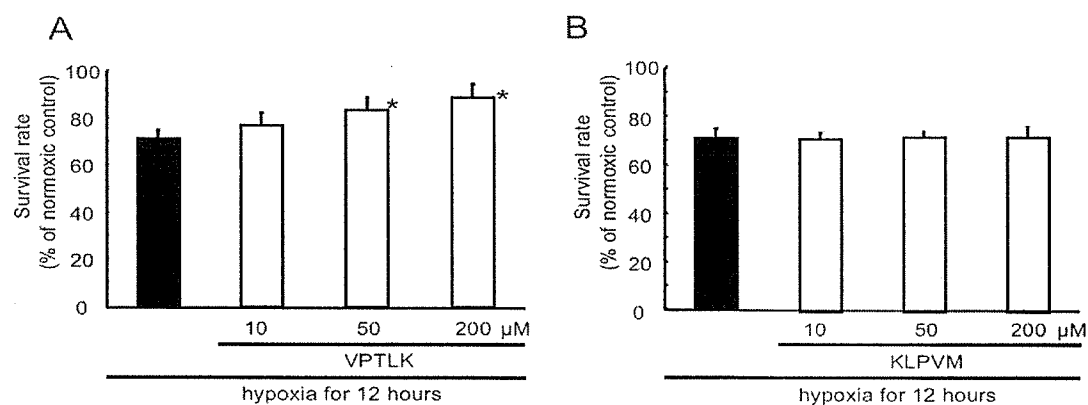 A
Survival rate
(% of normoxic control)
100
80
60
40
20
0
*
*
10 50 200 µM
VPTLK
hypoxia for 12 hours
B
Survival rate
(% of normoxic control)
100
80
70
60
40
20
0
10 50 200 µM
KLPVM
hypoxia for 12 hours